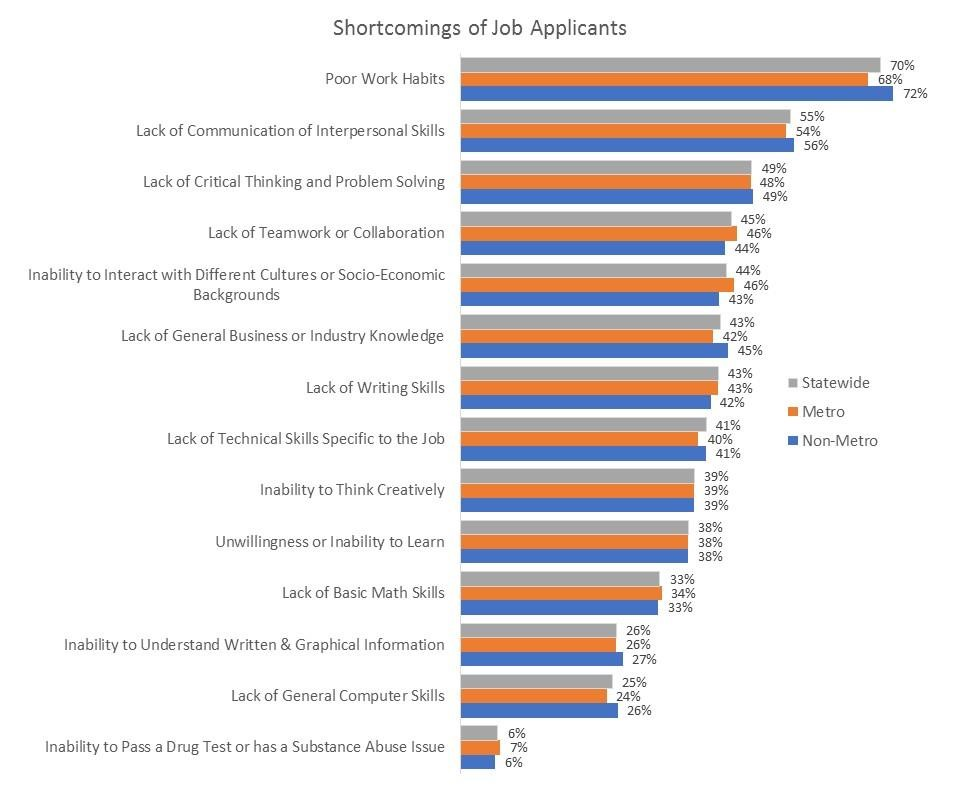 Shortcomings of Job Applicants
Poor Work Habits
70%
68%
72%
Lack of Communication of Interpersonal Skills
55%
54%
56%
Lack of Critical Thinking and Problem Solving
49%
48%
49%
Lack of Teamwork or Collaboration
45%
46%
44%
Inability to Interact with Different Cultures or Socio-Economic
Backgrounds
44%
46%
43%
Lack of General Business or Industry Knowledge
43%
42%
45%
Lack of Writing Skills
43%
43%
42%
Lack of Technical Skills Specific to the Job
41%
40%
41%
Inability to Think Creatively
39%
39%
39%
Unwillingness or Inability to Learn
38%
38%
38%
Lack of Basic Math Skills
33%
34%
33%
Inability to Understand Written & Graphical Information
26%
26%
27%
Lack of General Computer Skills
25%
24%
26%
Inability to Pass a Drug Test or has a Substance Abuse Issue
6%
7%
6%
Statewide
Metro
Non-Metro